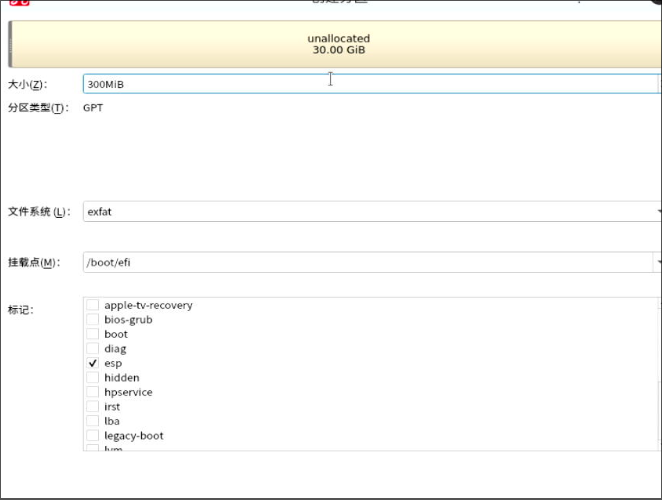 unallocated
30.00 GiB
大小(Z): 300MiB
分区类型(T): GPT
文件系统 (L): exfat
挂载点(M): /boot/efi
标记:
apple-tv-recovery
bios-grub
boot
diag
esp
hidden
hpservice
irst
lba
legacy-boot